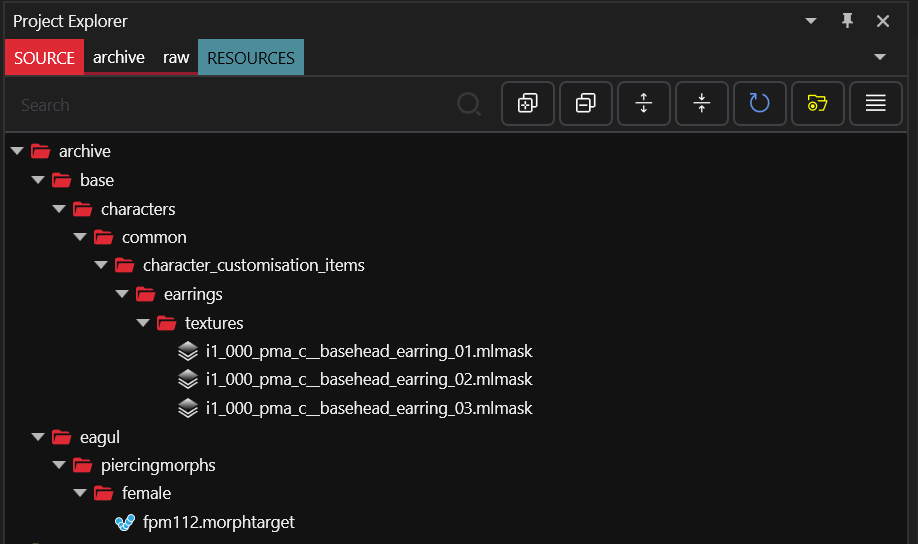 Project Explorer
SOURCE archive raw RESOURCES
Search
archive
base
characters
common
character_customisation_items
earrings
textures
i1_000_pma_c__basehead_earring_01.mlmask
i1_000_pma_c__basehead_earring_02.mlmask
i1_000_pma_c__basehead_earring_03.mlmask
eagul
piercingmorphs
female
fpm112.morphtarget